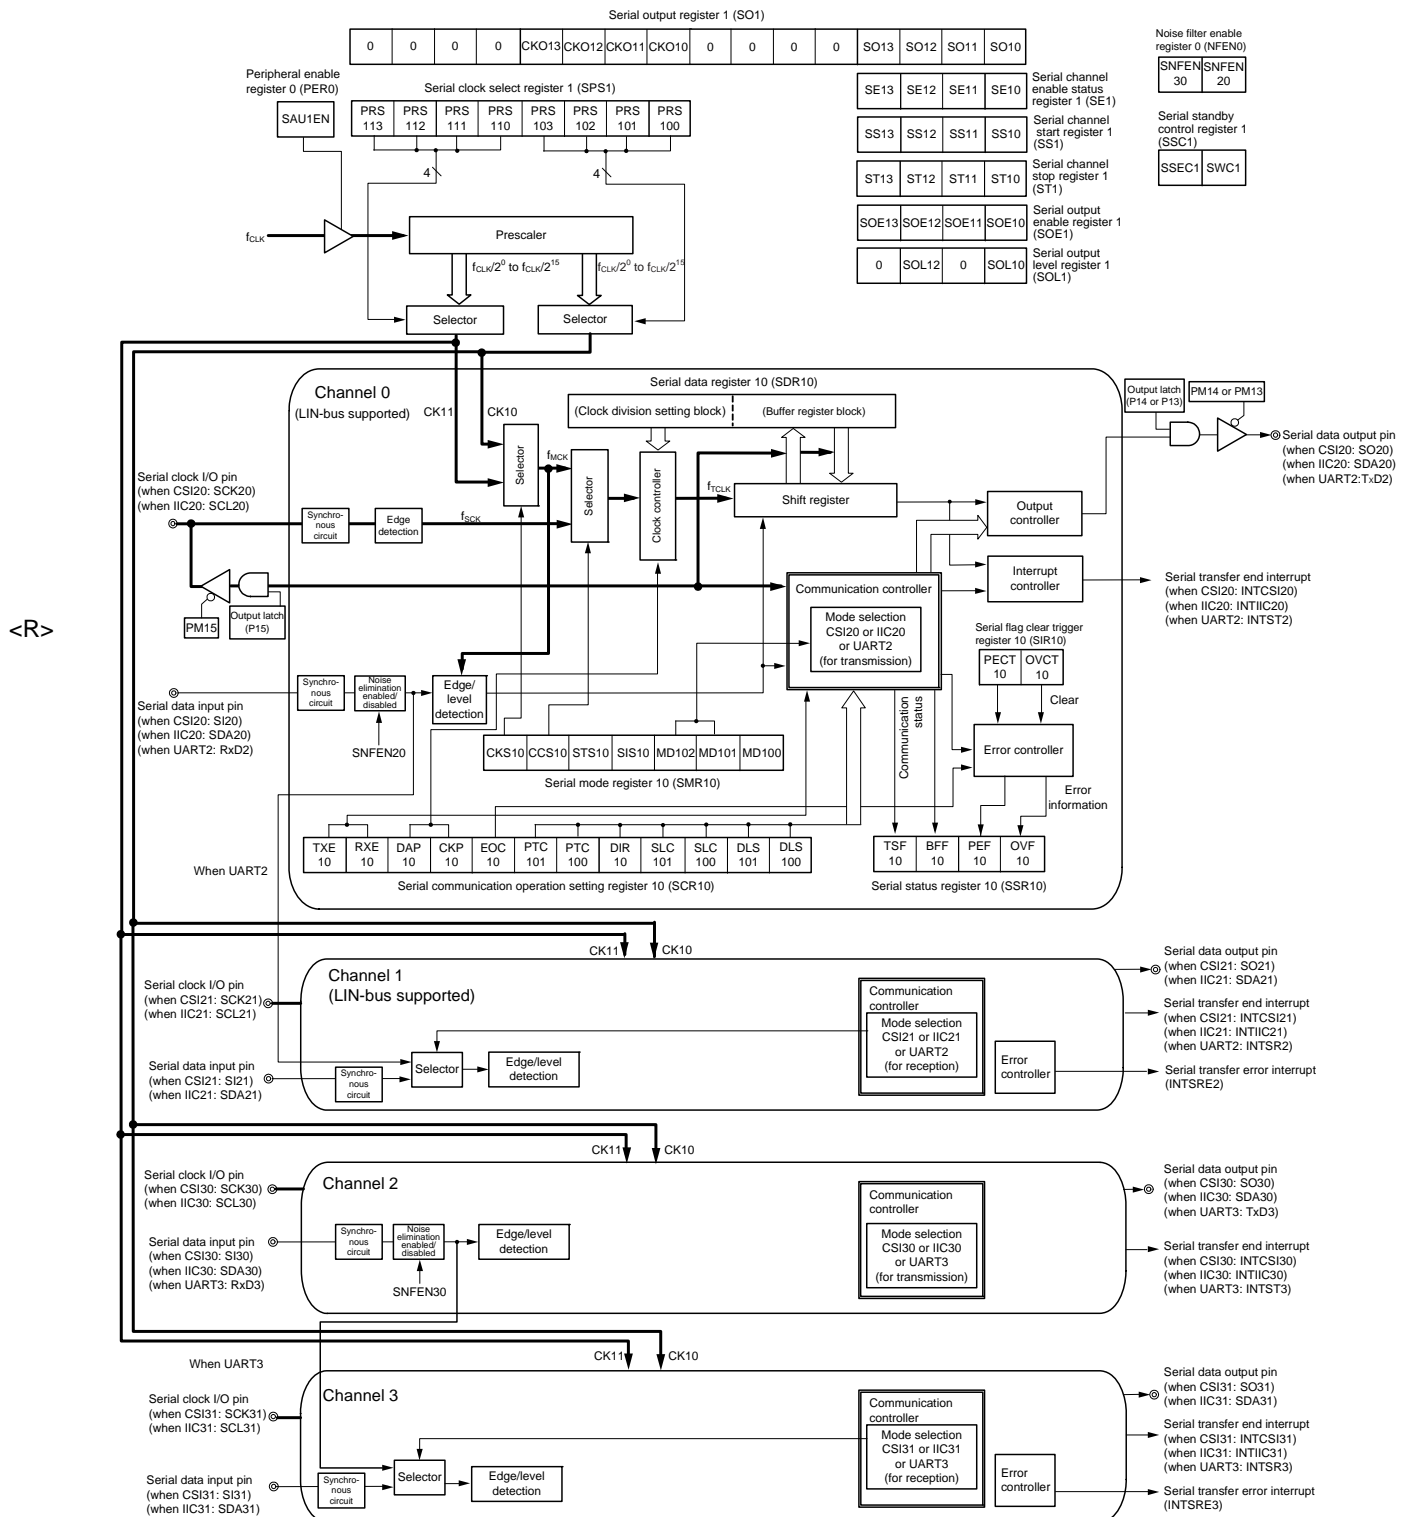 Serial output register 1 (SO1)
0 0 0 0 CKO13 CKO12 CKO11 CKO10 0 0 0 0 SO13 SO12 SO11 SO10
Noise filter enable
register 0 (NFEN0)
SNFEN SNFEN
30 20
Peripheral enable
register 0 (PER0)
SAU1EN
Serial clock select register 1 (SPS1)
PRS PRS PRS PRS PRS PRS PRS PRS
113 112 111 110 103 102 101 100
4 4
SE13 SE12 SE11 SE10
Serial channel
enable status
register 1 (SE1)
SS13 SS12 SS11 SS10
Serial channel
start register 1
(SS1)
ST13 ST12 ST11 ST10
Serial channel
stop register 1
(ST1)
SOE13 SOE12 SOE11 SOE10
Serial output
enable register 1
(SOE1)
0 SOL12 0 SOL10
Serial output
level register 1
(SOL1)
Serial standby
control register 1
(SSC1)
SSEC1 SWC1
fCLK
Prescaler
fCLK/2^0 to fCLK/2^15 fCLK/2^0 to fCLK/2^15
Selector Selector
Channel 0
(LIN-bus supported)
CK11 CK10
Serial data register 10 (SDR10)
(Clock division setting block) (Buffer register block)
Output latch
(P14 or P13)
PM14 or PM13
Serial data output pin
(when CSI20: SO20)
(when IIC20: SDA20)
(when UART2:TxD2)
Serial clock I/O pin
(when CSI20: SCK20)
(when IIC20: SCL20)
Selector
fMCK
Selector
Clock controller
fTCLK
Shift register
Output
controller
Synchro-
nous
circuit
Edge
detection
fSCK
Interrupt
controller
Serial transfer end interrupt
(when CSI20: INTCSI20)
(when IIC20: INTIIC20)
(when UART2: INTST2)
Communication controller
Mode selection
CSI20 or IIC20
or UART2
(for transmission)
<R>
PM15
Output latch
(P15)
Serial flag clear trigger
register 10 (SIR10)
PECT OVCT
10 10
Clear
Synchro-
nous
circuit
Noise
elimination
enabled/
disabled
Edge/
level
detection
Serial data input pin
(when CSI20: SI20)
(when IIC20: SDA20)
(when UART2: RxD2)
SNFEN20
CKS10 CCS10 STS10 SIS10 MD102 MD101 MD100
Serial mode register 10 (SMR10)
Communication
status
Error controller
Error
information
TXE RXE DAP CKP EOC PTC PTC DIR SLC SLC DLS DLS
10 10 10 10 10 101 100 10 101 100 101 100
Serial communication operation setting register 10 (SCR10)
TSF BFF PEF OVF
10 10 10 10
Serial status register 10 (SSR10)
When UART2
CK11 CK10
Channel 1
(LIN-bus supported)
Serial clock I/O pin
(when CSI21: SCK21)
(when IIC21: SCL21)
Serial data input pin
(when CSI21: SI21)
(when IIC21: SDA21)
Synchro-
nous
circuit
Selector
Edge/level
detection
Communication
controller
Mode selection
CSI21 or IIC21
or UART2
(for reception)
Error
controller
Serial data output pin
(when CSI21: SO21)
(when IIC21: SDA21)
Serial transfer end interrupt
(when CSI21: INTCSI21)
(when IIC21: INTIIC21)
(when UART2: INTSR2)
Serial transfer error interrupt
(INTSRE2)
CK11 CK10
Channel 2
Serial clock I/O pin
(when CSI30: SCK30)
(when IIC30: SCL30)
Serial data input pin
(when CSI30: SI30)
(when IIC30: SDA30)
(when UART3: RxD3)
Synchro-
nous
circuit
Noise
elimination
enabled/
disabled
Edge/level
detection
SNFEN30
Communication
controller
Mode selection
CSI30 or IIC30
or UART3
(for transmission)
Serial data output pin
(when CSI30: SO30)
(when IIC30: SDA30)
(when UART3: TxD3)
Serial transfer end interrupt
(when CSI30: INTCSI30)
(when IIC30: INTIIC30)
(when UART3: INTST3)
When UART3
CK11 CK10
Channel 3
Serial clock I/O pin
(when CSI31: SCK31)
(when IIC31: SCL31)
Serial data input pin
(when CSI31: SI31)
(when IIC31: SDA31)
Synchro-
nous
circuit
Selector
Edge/level
detection
Communication
controller
Mode selection
CSI31 or IIC31
or UART3
(for reception)
Error
controller
Serial data output pin
(when CSI31: SO31)
(when IIC31: SDA31)
Serial transfer end interrupt
(when CSI31: INTCSI31)
(when IIC31: INTIIC31)
(when UART3: INTSR3)
Serial transfer error interrupt
(INTSRE3)